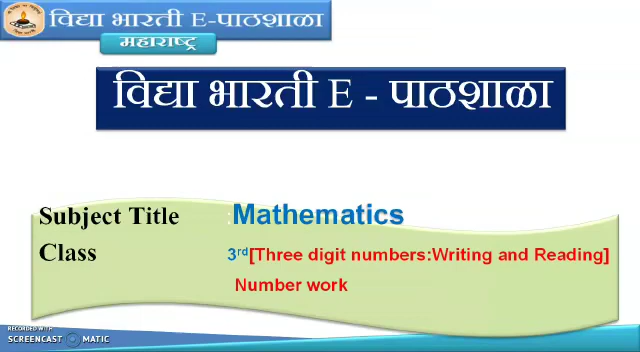 विद्या भारती E-पाठशाळा
महाराष्ट्र
विद्या भारती E - पाठशाळा
Subject Title :Mathematics
Class 3rd[Three digit numbers:Writing and Reading]
Number work
RECORDED WITH
SCREENCAST MATIC